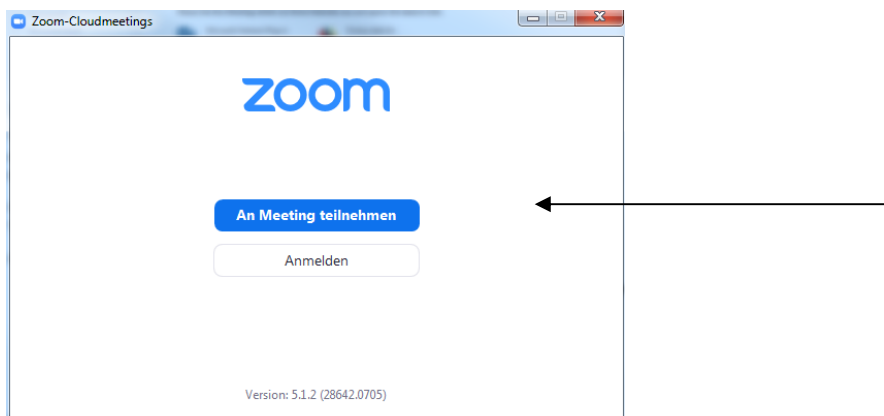 Zoom-Cloudmeetings
zoom
An Meeting teilnehmen
Anmelden
Version: 5.1.2 (28642.0705)